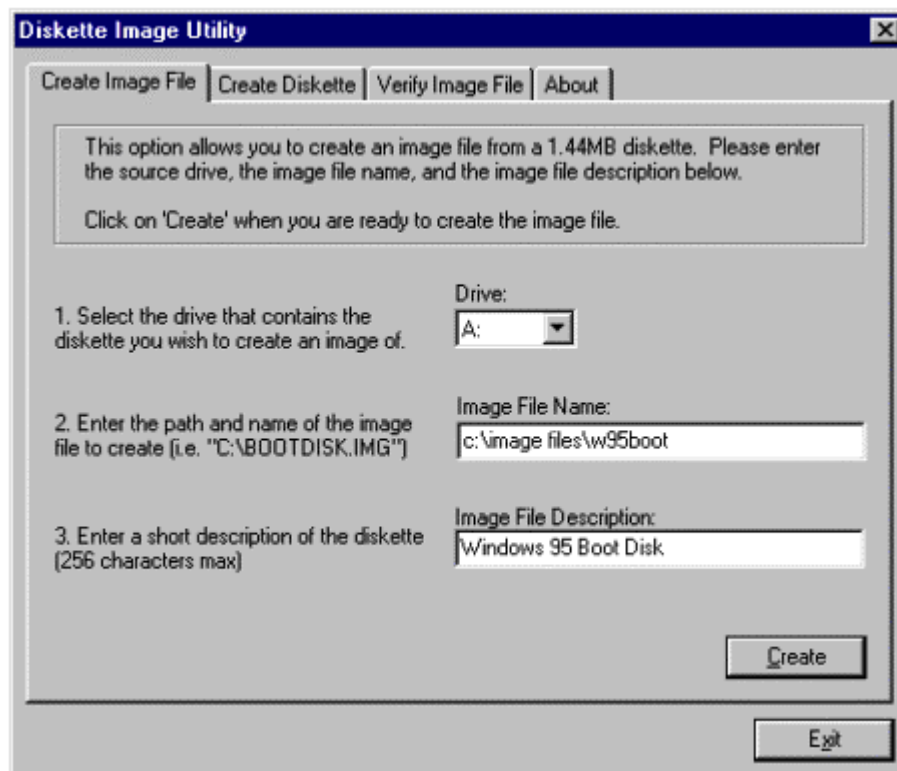 Diskette Image Utility
Create Image File
Create Diskette
Verify Image File
About
This option allows you to create an image file from a 1.44MB diskette. Please enter
the source drive, the image file name, and the image file description below.
Click on 'Create' when you are ready to create the image file.
Drive:
1. Select the drive that contains the
diskette you wish to create an image of.
A:
Image File Name:
2. Enter the path and name of the image
file to create (i.e. "C:\BOOTDISK.IMG")
c:\image files\w95boot
Image File Description:
3. Enter a short description of the diskette
(256 characters max)
Windows 95 Boot Disk
Create
Exit